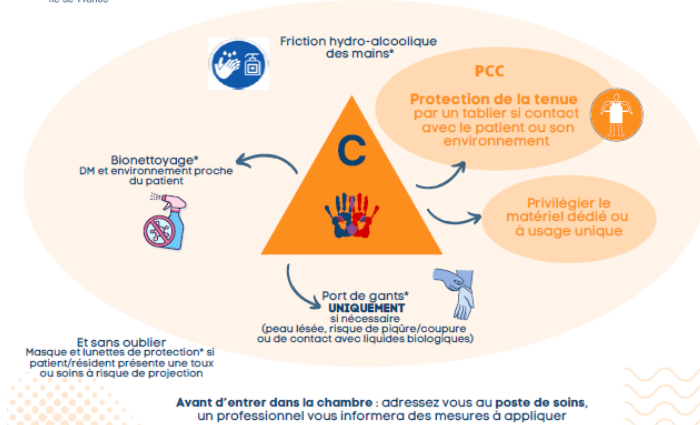 Île-de-France
Friction hydro-alcoolique
des mains*
PCC
Protection de la tenue
par un tablier si contact
avec le patient ou son
environnement
C
Bionettoyage*
DM et environnement proche
du patient
Privilégier le
matériel dédié ou
à usage unique
Port de gants*
UNIQUEMENT
si nécessaire
(peau lésée, risque de piqûre/coupure
ou de contact avec liquides biologiques)
Et sans oublier
Masque et lunettes de protection* si
patient/résident présente une toux
ou soins à risque de projection
Avant d'entrer dans la chambre : adressez vous au poste de soins,
un professionnel vous informera des mesures à appliquer